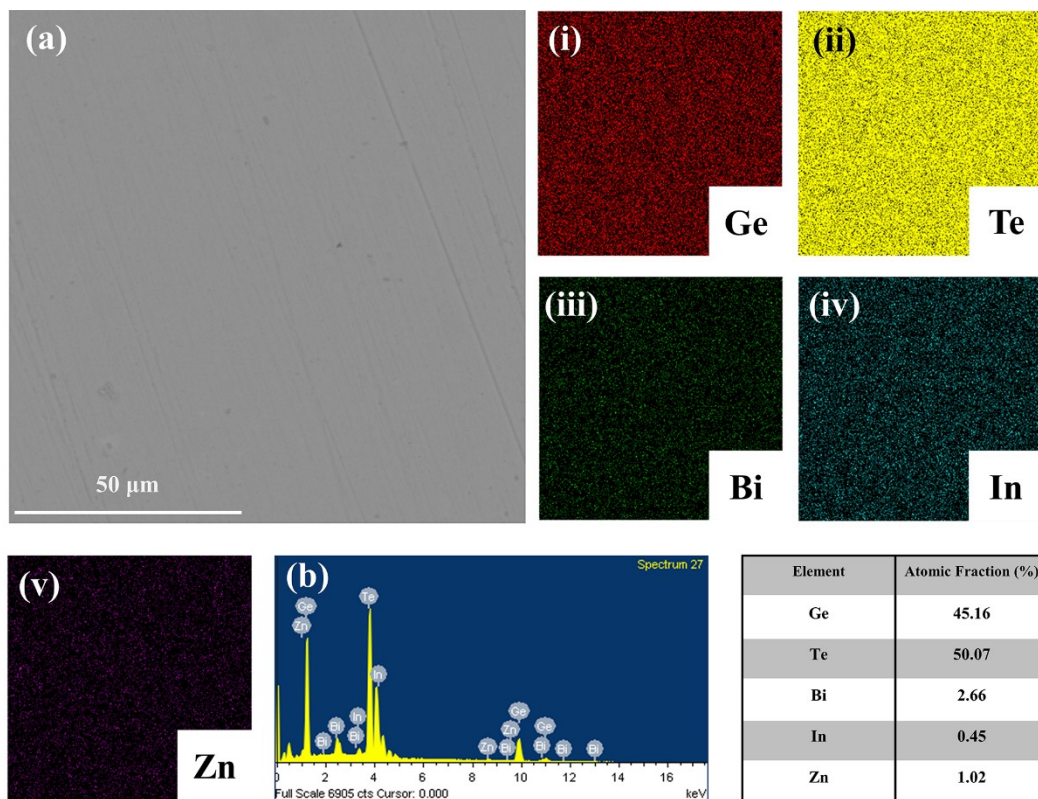 (a)
50 μm
(i)
Ge
(ii)
Te
(iii)
Bi
(iv)
In
(v)
Zn
(b)
Spectrum 27
Ge
Zn
Te
In
Bi
Bi
In
Bi
Zn
Ge
Zn
Bi
Ge
Bi
Bi
Bi
0 2 4 6 8 10 12 14 16
Full Scale 6905 cts Cursor: 0.000 keV
Element Atomic Fraction (%)
Ge 45.16
Te 50.07
Bi 2.66
In 0.45
Zn 1.02